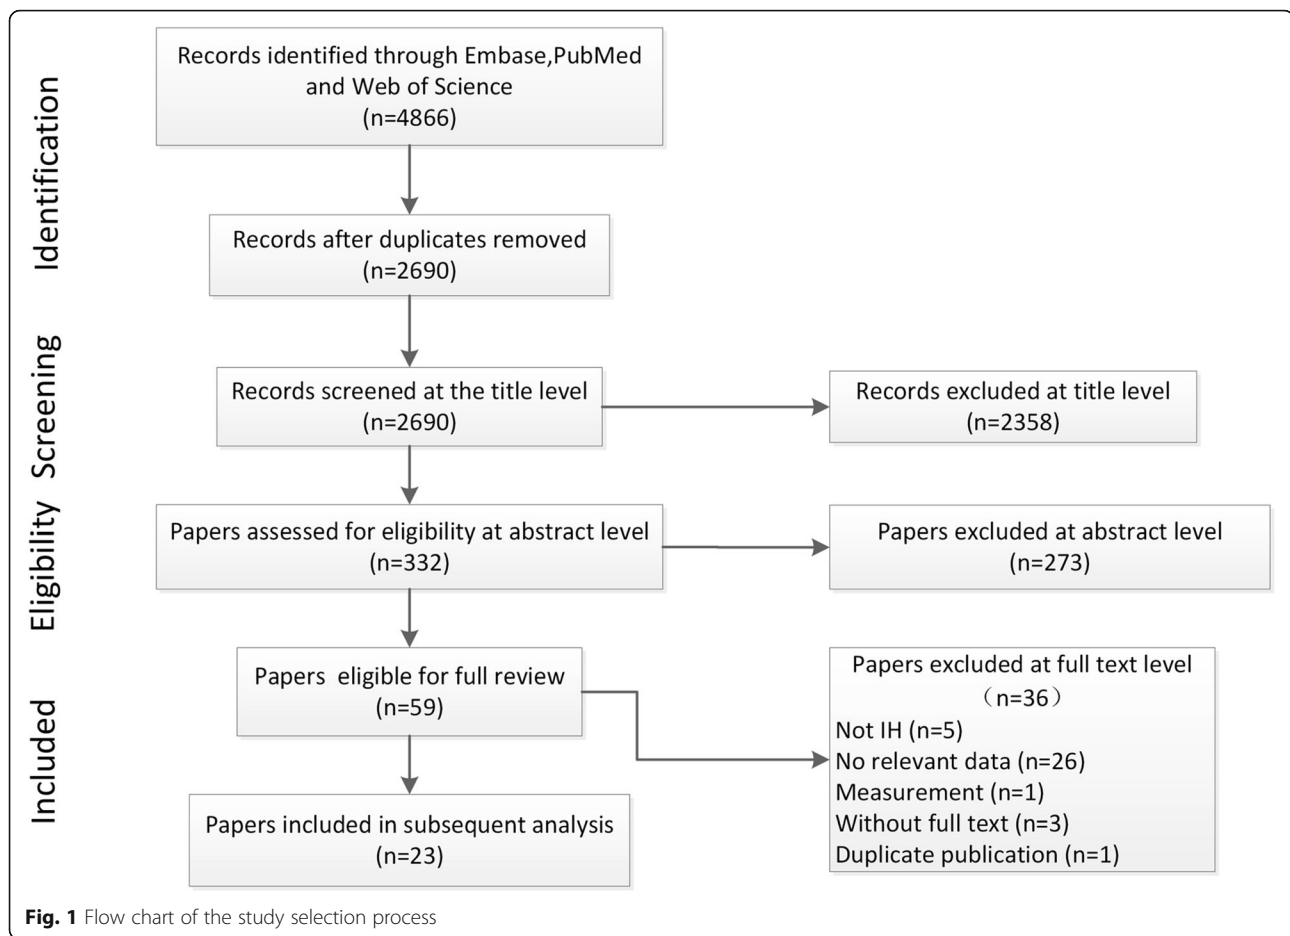 Identification
Records identified through Embase,PubMed
and Web of Science
(n=4866)
Records after duplicates removed
(n=2690)
Screening
Records screened at the title level
(n=2690)
Records excluded at title level
(n=2358)
Eligibility
Papers assessed for eligibility at abstract level
(n=332)
Papers excluded at abstract level
(n=273)
Included
Papers eligible for full review
(n=59)
Papers excluded at full text level
（n=36）
Not IH (n=5)
No relevant data (n=26)
Measurement (n=1)
Without full text (n=3)
Duplicate publication (n=1)
Papers included in subsequent analysis
(n=23)
Fig. 1 Flow chart of the study selection process